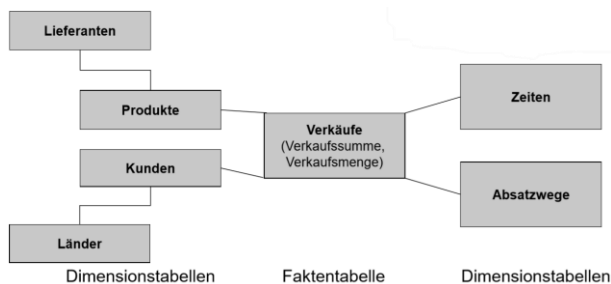 Lieferanten
Produkte
Kunden
Länder
Verkäufe
(Verkaufssumme,
Verkaufsmenge)
Zeiten
Absatzwege
Dimensionstabellen
Faktentabelle
Dimensionstabellen